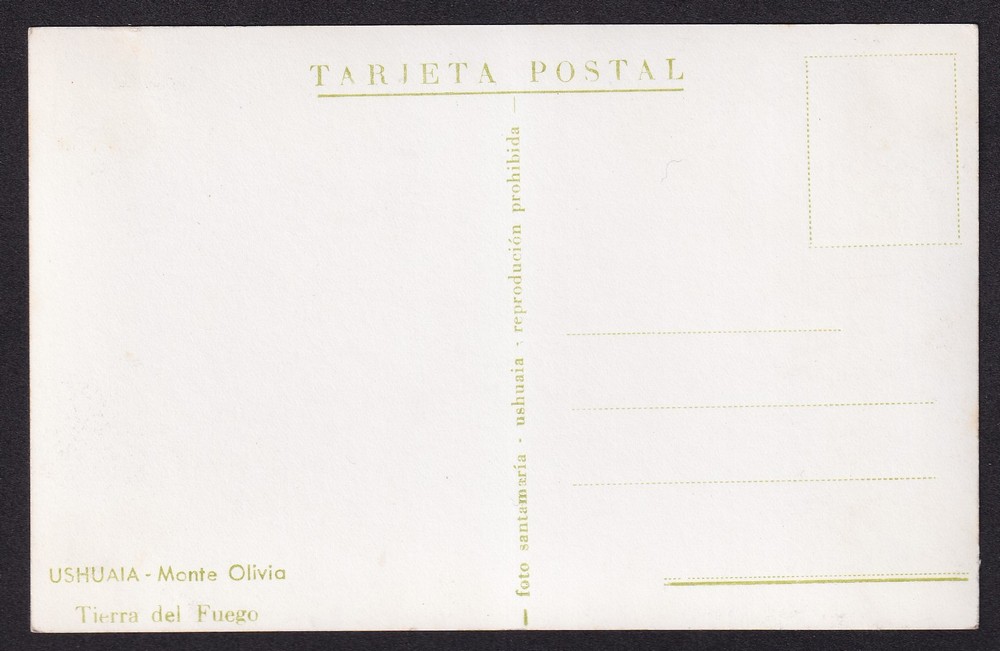 TARJETA POSTAL
foto santamaría - ushuaia - reprodución prohibida
USHUAIA - Monte Olivia
Tierra del Fuego